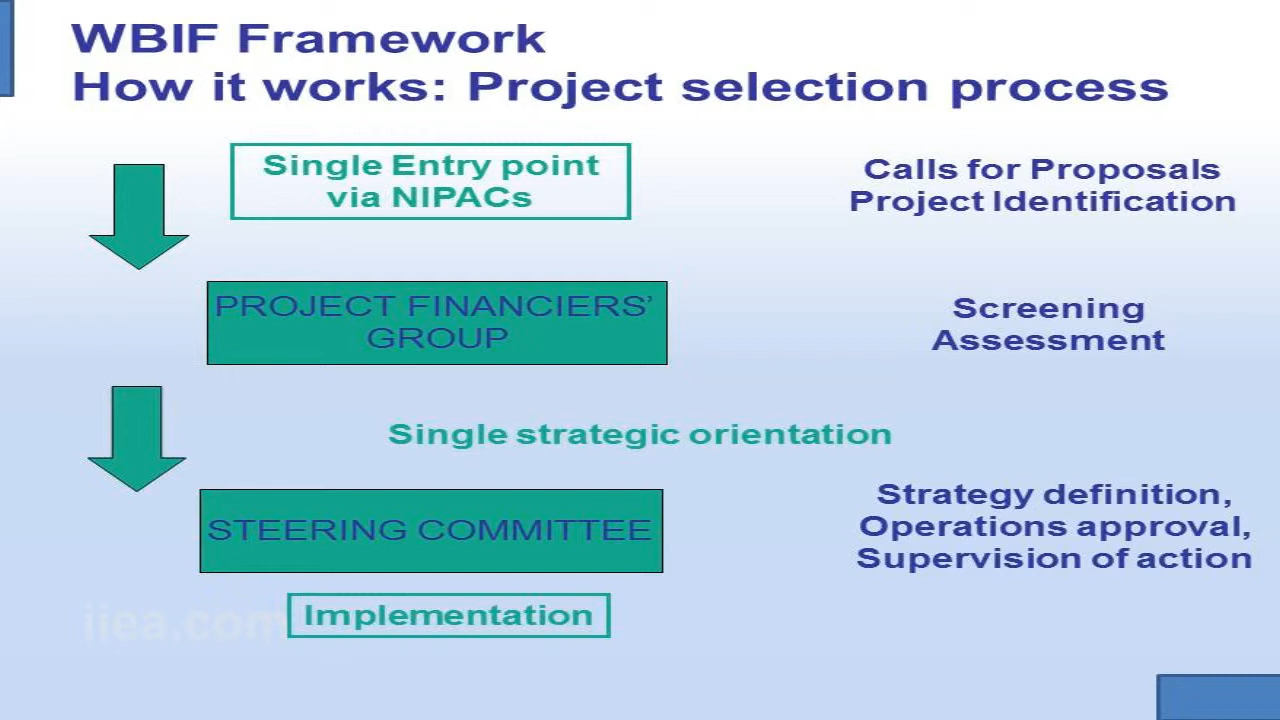 WBIF Framework
How it works: Project selection process
Single Entry point
via NIPACs
Calls for Proposals
Project Identification
PROJECT FINANCIERS’
GROUP
Screening
Assessment
Single strategic orientation
STEERING COMMITTEE
Strategy definition,
Operations approval,
Supervision of action
Implementation
iiea.com